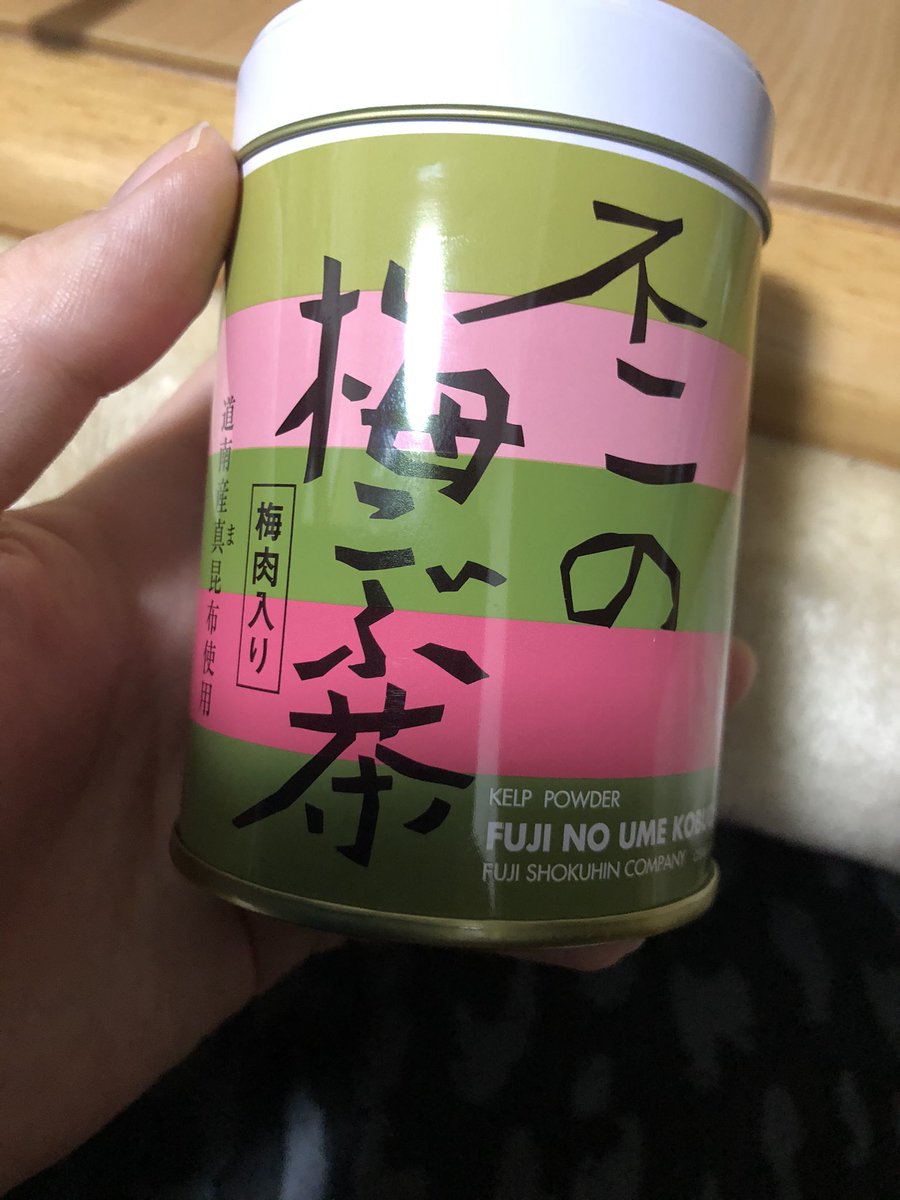 不二の
梅こぶ茶
梅肉入り
道南産真昆布使用
ま
KELP POWDER
FUJI NO UME
FUJI SHOKUHIN COMPANY